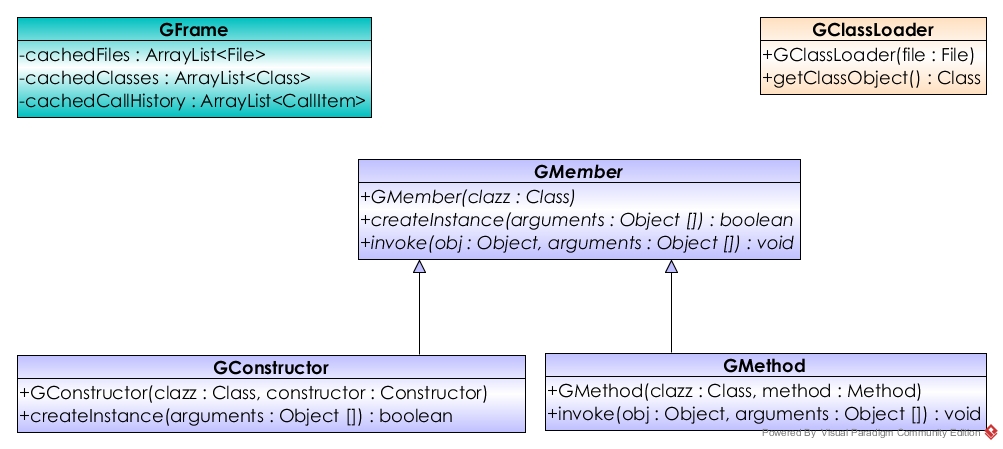 GFrame
-cachedFiles : ArrayList<File>
-cachedClasses : ArrayList<Class>
-cachedCallHistory : ArrayList<CallItem>
GClassLoader
+GClassLoader(file : File)
+getClassObject() : Class
GMember
+GMember(clazz : Class)
+createInstance(arguments : Object []) : boolean
+invoke(obj : Object, arguments : Object []) : void
GConstructor
+GConstructor(clazz : Class, constructor : Constructor)
+createInstance(arguments : Object []) : boolean
GMethod
+GMethod(clazz : Class, method : Method)
+invoke(obj : Object, arguments : Object []) : void
Powered By Visual Paradigm Community Edition